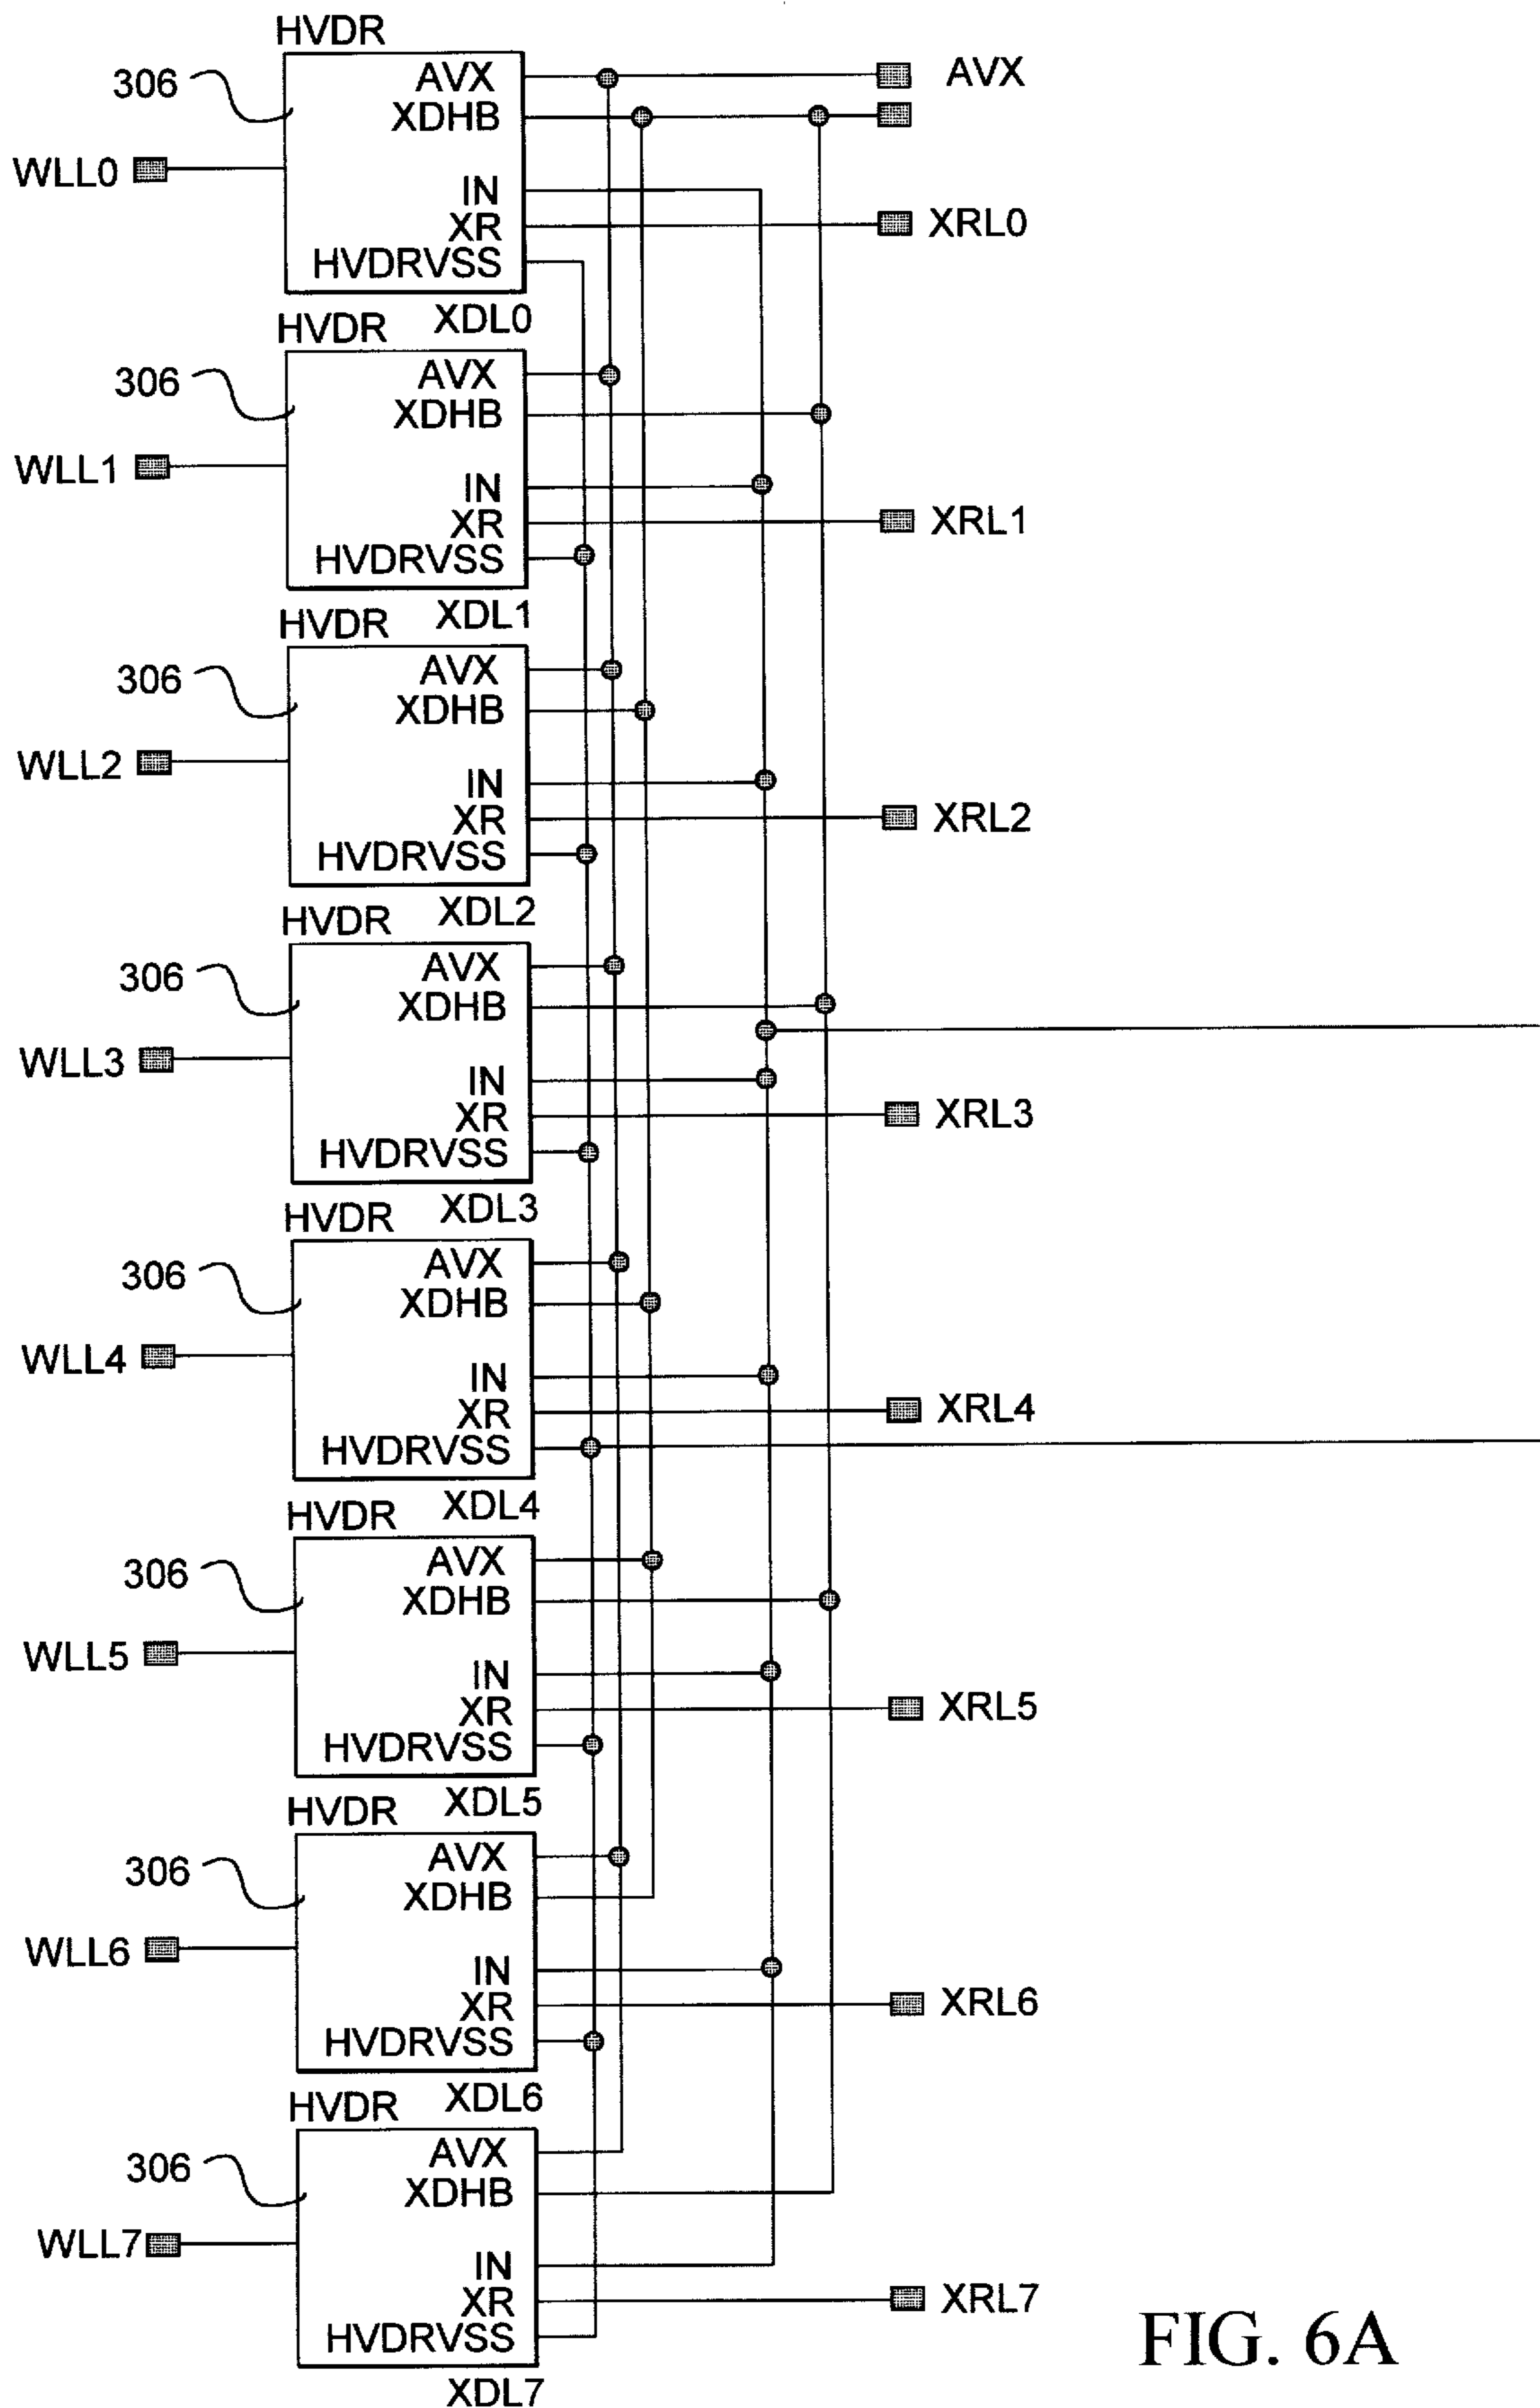 HVDR
306
AVX
AVX
XDHB
WLL0
IN
XR
XRL0
HVDRVSS
XDL0
HVDR
306
AVX
XDHB
WLL1
IN
XR
XRL1
HVDRVSS
XDL1
HVDR
306
AVX
XDHB
WLL2
IN
XR
XRL2
HVDRVSS
XDL2
HVDR
306
AVX
XDHB
WLL3
IN
XR
XRL3
HVDRVSS
XDL3
HVDR
306
AVX
XDHB
WLL4
IN
XR
XRL4
HVDRVSS
XDL4
HVDR
306
AVX
XDHB
WLL5
IN
XR
XRL5
HVDRVSS
XDL5
HVDR
306
AVX
XDHB
WLL6
IN
XR
XRL6
HVDRVSS
XDL6
HVDR
306
AVX
XDHB
WLL7
IN
XR
XRL7
HVDRVSS
XDL7
FIG. 6A